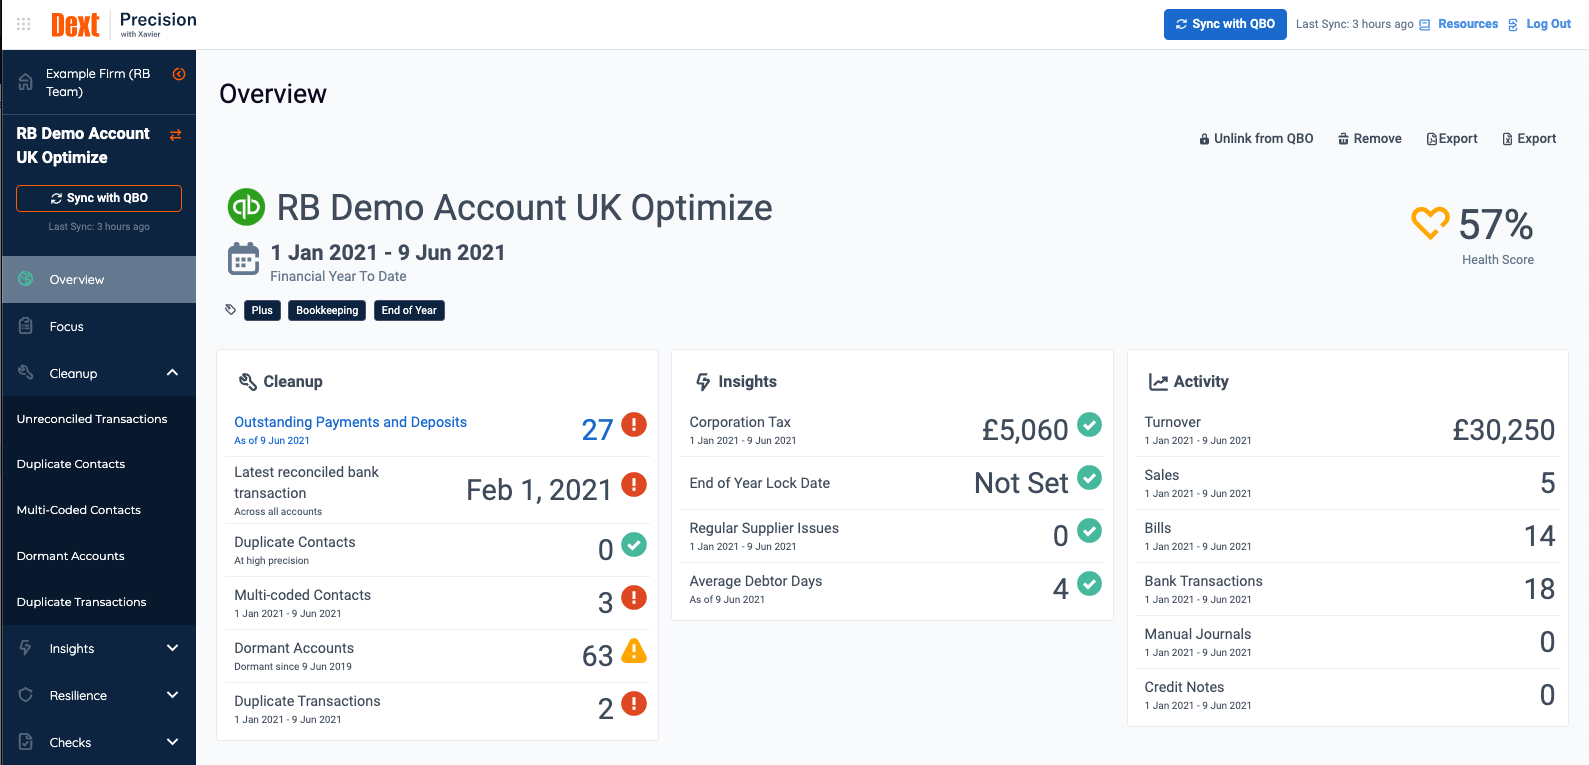 Dext
Precision
with Xavier
Sync with QBO
Last Sync: 3 hours ago
Resources
Log Out
Example Firm (RB
Team)
RB Demo Account
UK Optimize
Sync with QBO
Last Sync: 3 hours ago
Overview
Focus
Cleanup
Unreconciled Transactions
Duplicate Contacts
Multi-Coded Contacts
Dormant Accounts
Duplicate Transactions
Insights
Resilience
Checks
Overview
Unlink from QBO
Remove
Export
Export
qb
RB Demo Account UK Optimize
1 Jan 2021 - 9 Jun 2021
Financial Year To Date
57%
Health Score
Plus
Bookkeeping
End of Year
Cleanup
Outstanding Payments and Deposits
As of 9 Jun 2021
27
Latest reconciled bank
transaction
Across all accounts
Feb 1, 2021
Duplicate Contacts
At high precision
0
Multi-coded Contacts
1 Jan 2021 - 9 Jun 2021
3
Dormant Accounts
Dormant since 9 Jun 2019
63
Duplicate Transactions
1 Jan 2021 - 9 Jun 2021
2
Insights
Corporation Tax
1 Jan 2021 - 9 Jun 2021
£5,060
End of Year Lock Date
Not Set
Regular Supplier Issues
1 Jan 2021 - 9 Jun 2021
0
Average Debtor Days
As of 9 Jun 2021
4
Activity
Turnover
1 Jan 2021 - 9 Jun 2021
£30,250
Sales
1 Jan 2021 - 9 Jun 2021
5
Bills
1 Jan 2021 - 9 Jun 2021
14
Bank Transactions
1 Jan 2021 - 9 Jun 2021
18
Manual Journals
1 Jan 2021 - 9 Jun 2021
0
Credit Notes
1 Jan 2021 - 9 Jun 2021
0